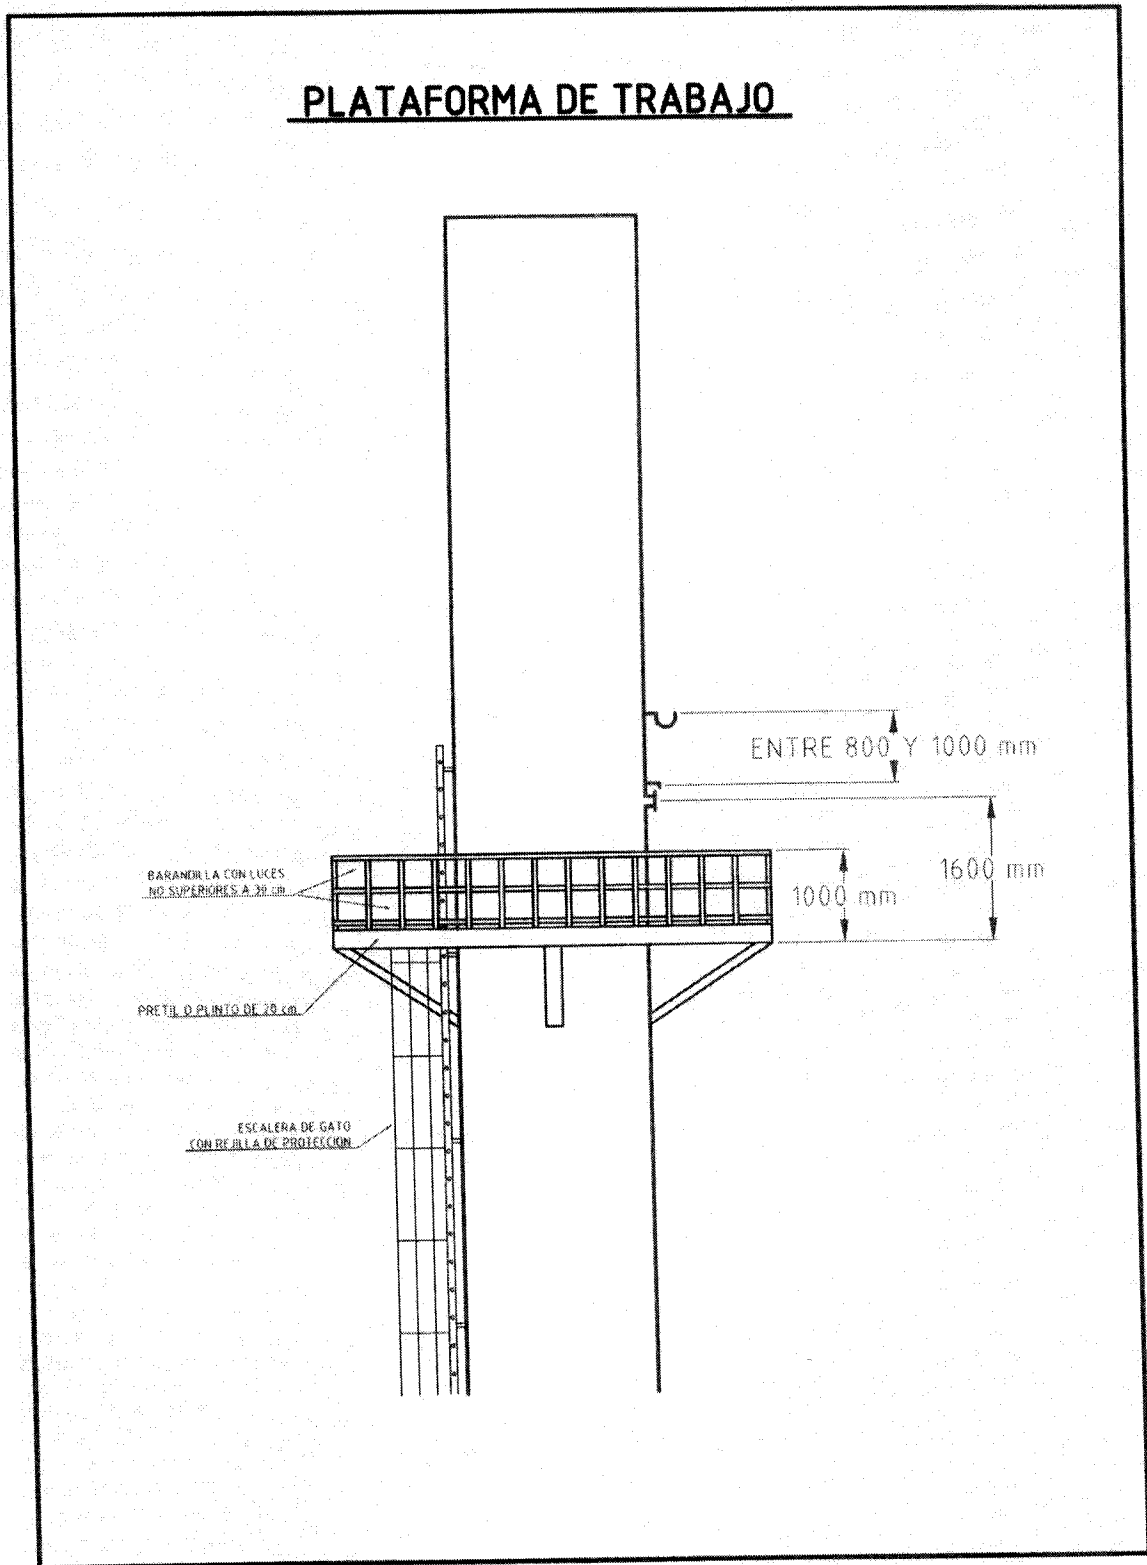 PLATAFORMA DE TRABAJO
ENTRE 800 Y 1000 mm
1600 mm
1000 mm
BARANDILLA CON LUCES
NO SUPERIORES A 30 cm
PRETIL O PLINTO DE 20 cm
ESCALERA DE GATO
CON REJILLA DE PROTECCION